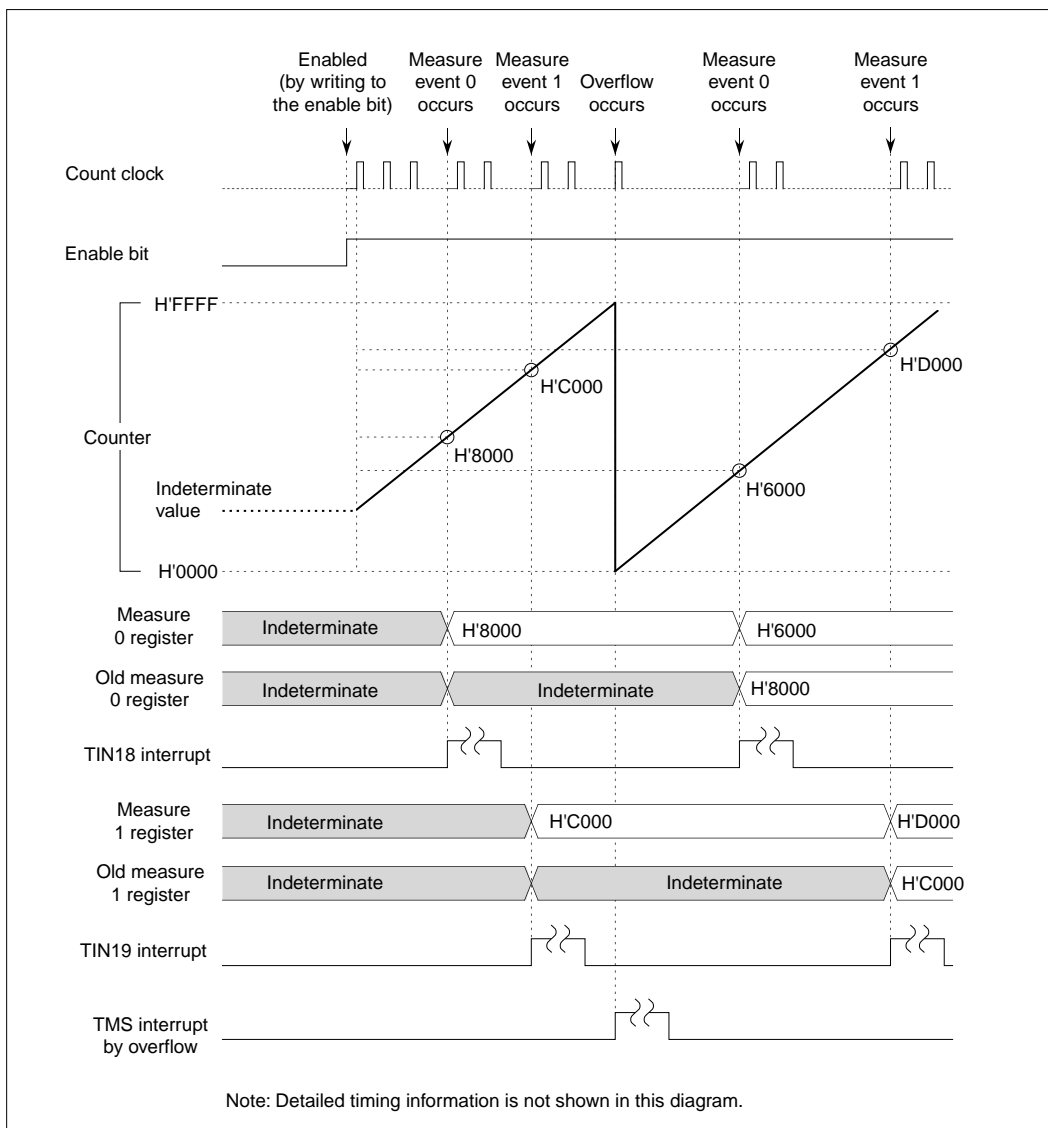 Enabled
(by writing to
the enable bit)
Measure
event 0
occurs
Measure
event 1
occurs
Overflow
occurs
Measure
event 0
occurs
Measure
event 1
occurs
Count clock
Enable bit
H'FFFF
H'D000
H'C000
Counter
H'8000
H'6000
Indeterminate
value
H'0000
Measure
0 register
Indeterminate
H'8000
H'6000
Old measure
0 register
Indeterminate
Indeterminate
H'8000
TIN18 interrupt
Measure
1 register
Indeterminate
H'C000
H'D000
Old measure
1 register
Indeterminate
Indeterminate
H'C000
TIN19 interrupt
TMS interrupt
by overflow
Note: Detailed timing information is not shown in this diagram.